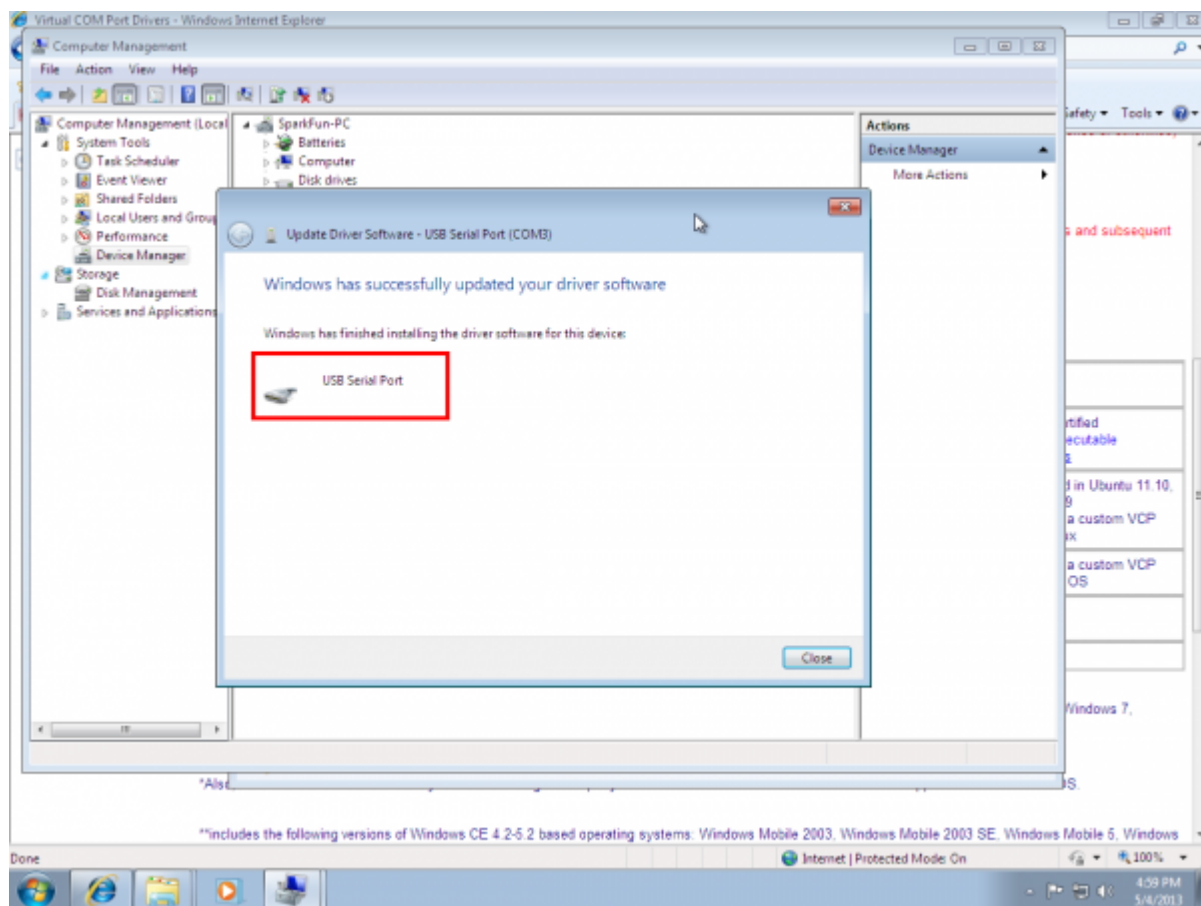 Virtual COM Port Drivers - Windows Internet Explorer
Computer Management
File Action View Help
Safety Tools
Computer Management (Local
System Tools
Task Scheduler
Event Viewer
Shared Folders
Local Users and Group
Performance
Device Manager
Storage
Disk Management
Services and Applications
SparkFun-PC
Batteries
Computer
Disk drives
Actions
Device Manager
More Actions
s and subsequent
Update Driver Software - USB Serial Port (COM3)
Windows has successfully updated your driver software
Windows has finished installing the driver software for this device:
USB Serial Port
Close
rtified
ecutable
s
d in Ubuntu 11.10,
9
a custom VCP
ux
a custom VCP
OS
Windows 7,
*Also
OS.
**includes the following versions of Windows CE 4.2-5.2 based operating systems: Windows Mobile 2003, Windows Mobile 2003 SE, Windows Mobile 5, Windows
Done
Internet | Protected Mode: On
100%
4:59 PM
5/4/2013